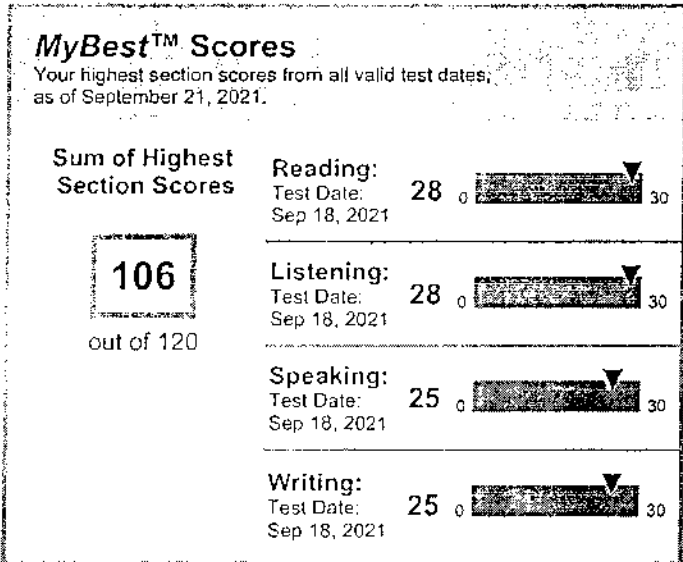 MyBest™ Scores
Your highest section scores from all valid test dates,
as of September 21, 2021.
Sum of Highest
Section Scores
106
out of 120
Reading:
Test Date:
Sep 18, 2021
28
0
30
Listening:
Test Date:
Sep 18, 2021
28
0
30
Speaking:
Test Date:
Sep 18, 2021
25
0
30
Writing:
Test Date:
Sep 18, 2021
25
0
30